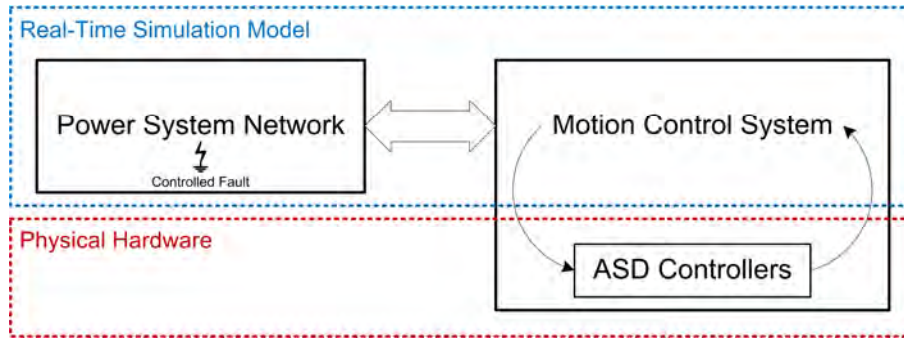 Real-Time Simulation Model
Power System Network
Controlled Fault
Motion Control System
Physical Hardware
ASD Controllers